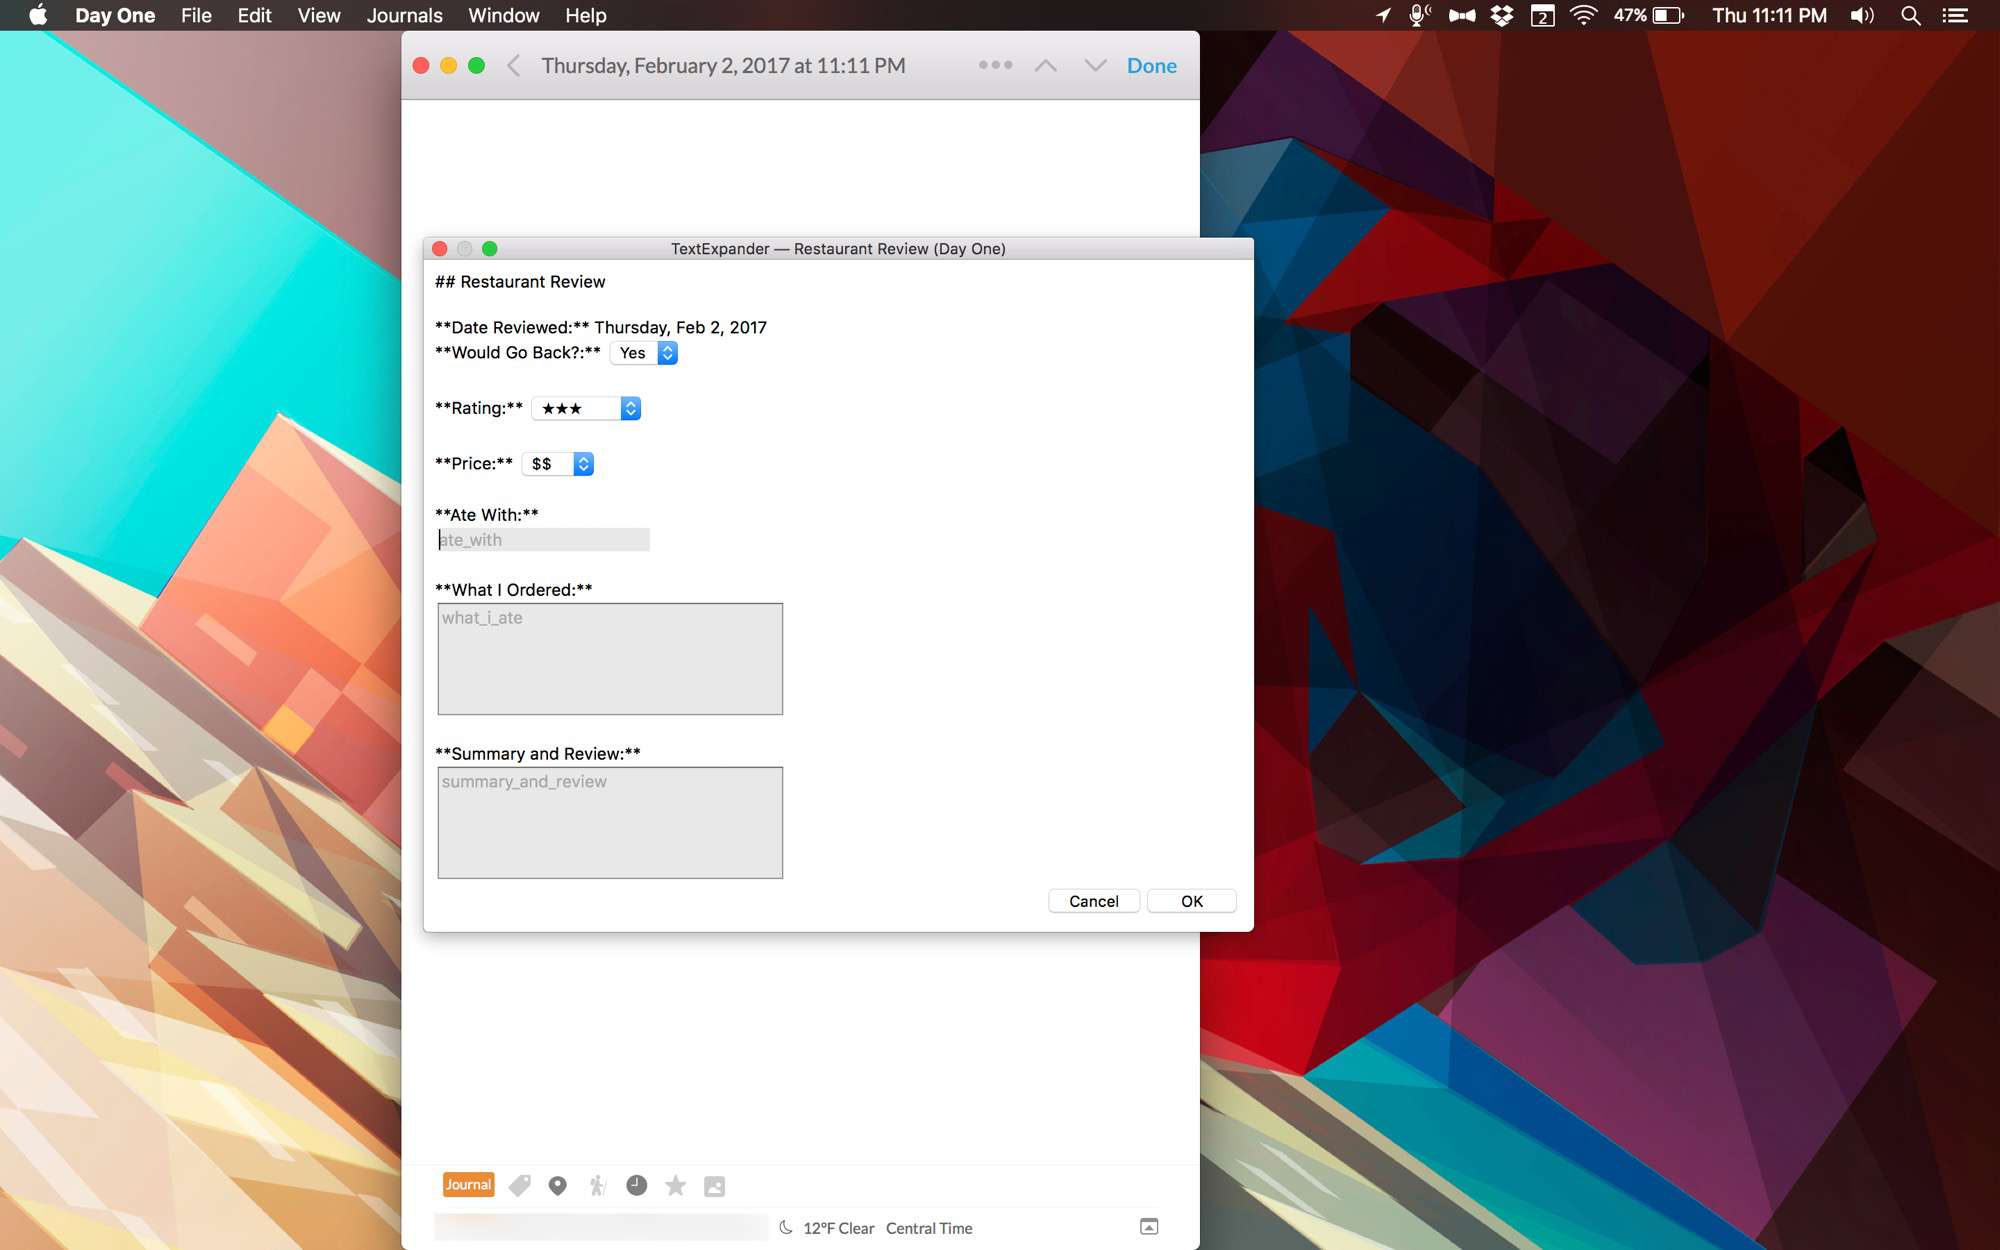 Day One File Edit View Journals Window Help 2 47% Thu 11:11 PM
Thursday, February 2, 2017 at 11:11 PM Done
TextExpander — Restaurant Review (Day One)
## Restaurant Review
**Date Reviewed:** Thursday, Feb 2, 2017
**Would Go Back?:** Yes
**Rating:** ★★★
**Price:** $$
**Ate With:**
ate_with
**What I Ordered:**
what_i_ate
**Summary and Review:**
summary_and_review
Cancel OK
Journal
12°F Clear Central Time